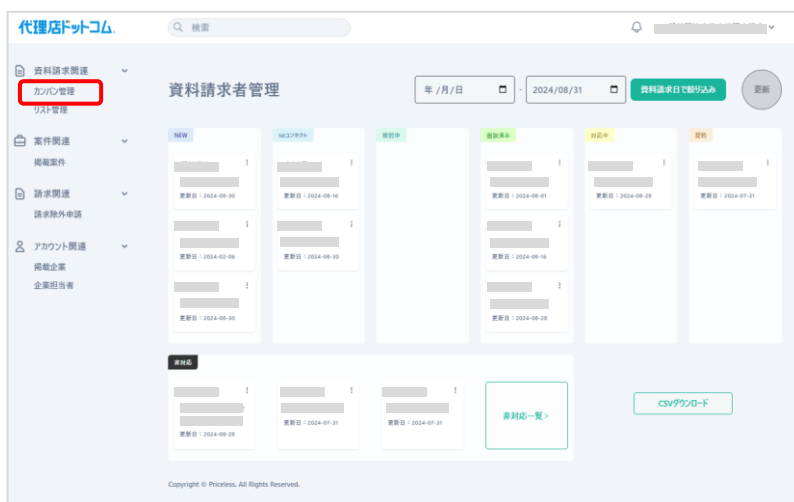 代理店ドットコム.
検索
資料請求関連
カンバン管理
リスト管理
案件関連
掲載案件
請求関連
請求除外申請
アカウント関連
掲載企業
企業担当者
資料請求者管理
年 /月/日
-
2024/08/31
資料請求日で絞り込み
更新
NEW
1stコンタクト
検討中
面談済み
対応中
契約
更新日:2024-08-30
更新日:2024-08-16
更新日:2024-08-01
更新日:2024-08-28
更新日:2024-07-31
更新日:2024-02-06
更新日:2024-08-30
更新日:2024-08-16
更新日:2024-08-30
更新日:2024-08-28
非対応
更新日:2024-08-28
更新日:2024-07-31
更新日:2024-07-31
非対応一覧>
CSVダウンロード
Copyright © Priceless. All Rights Reserved.